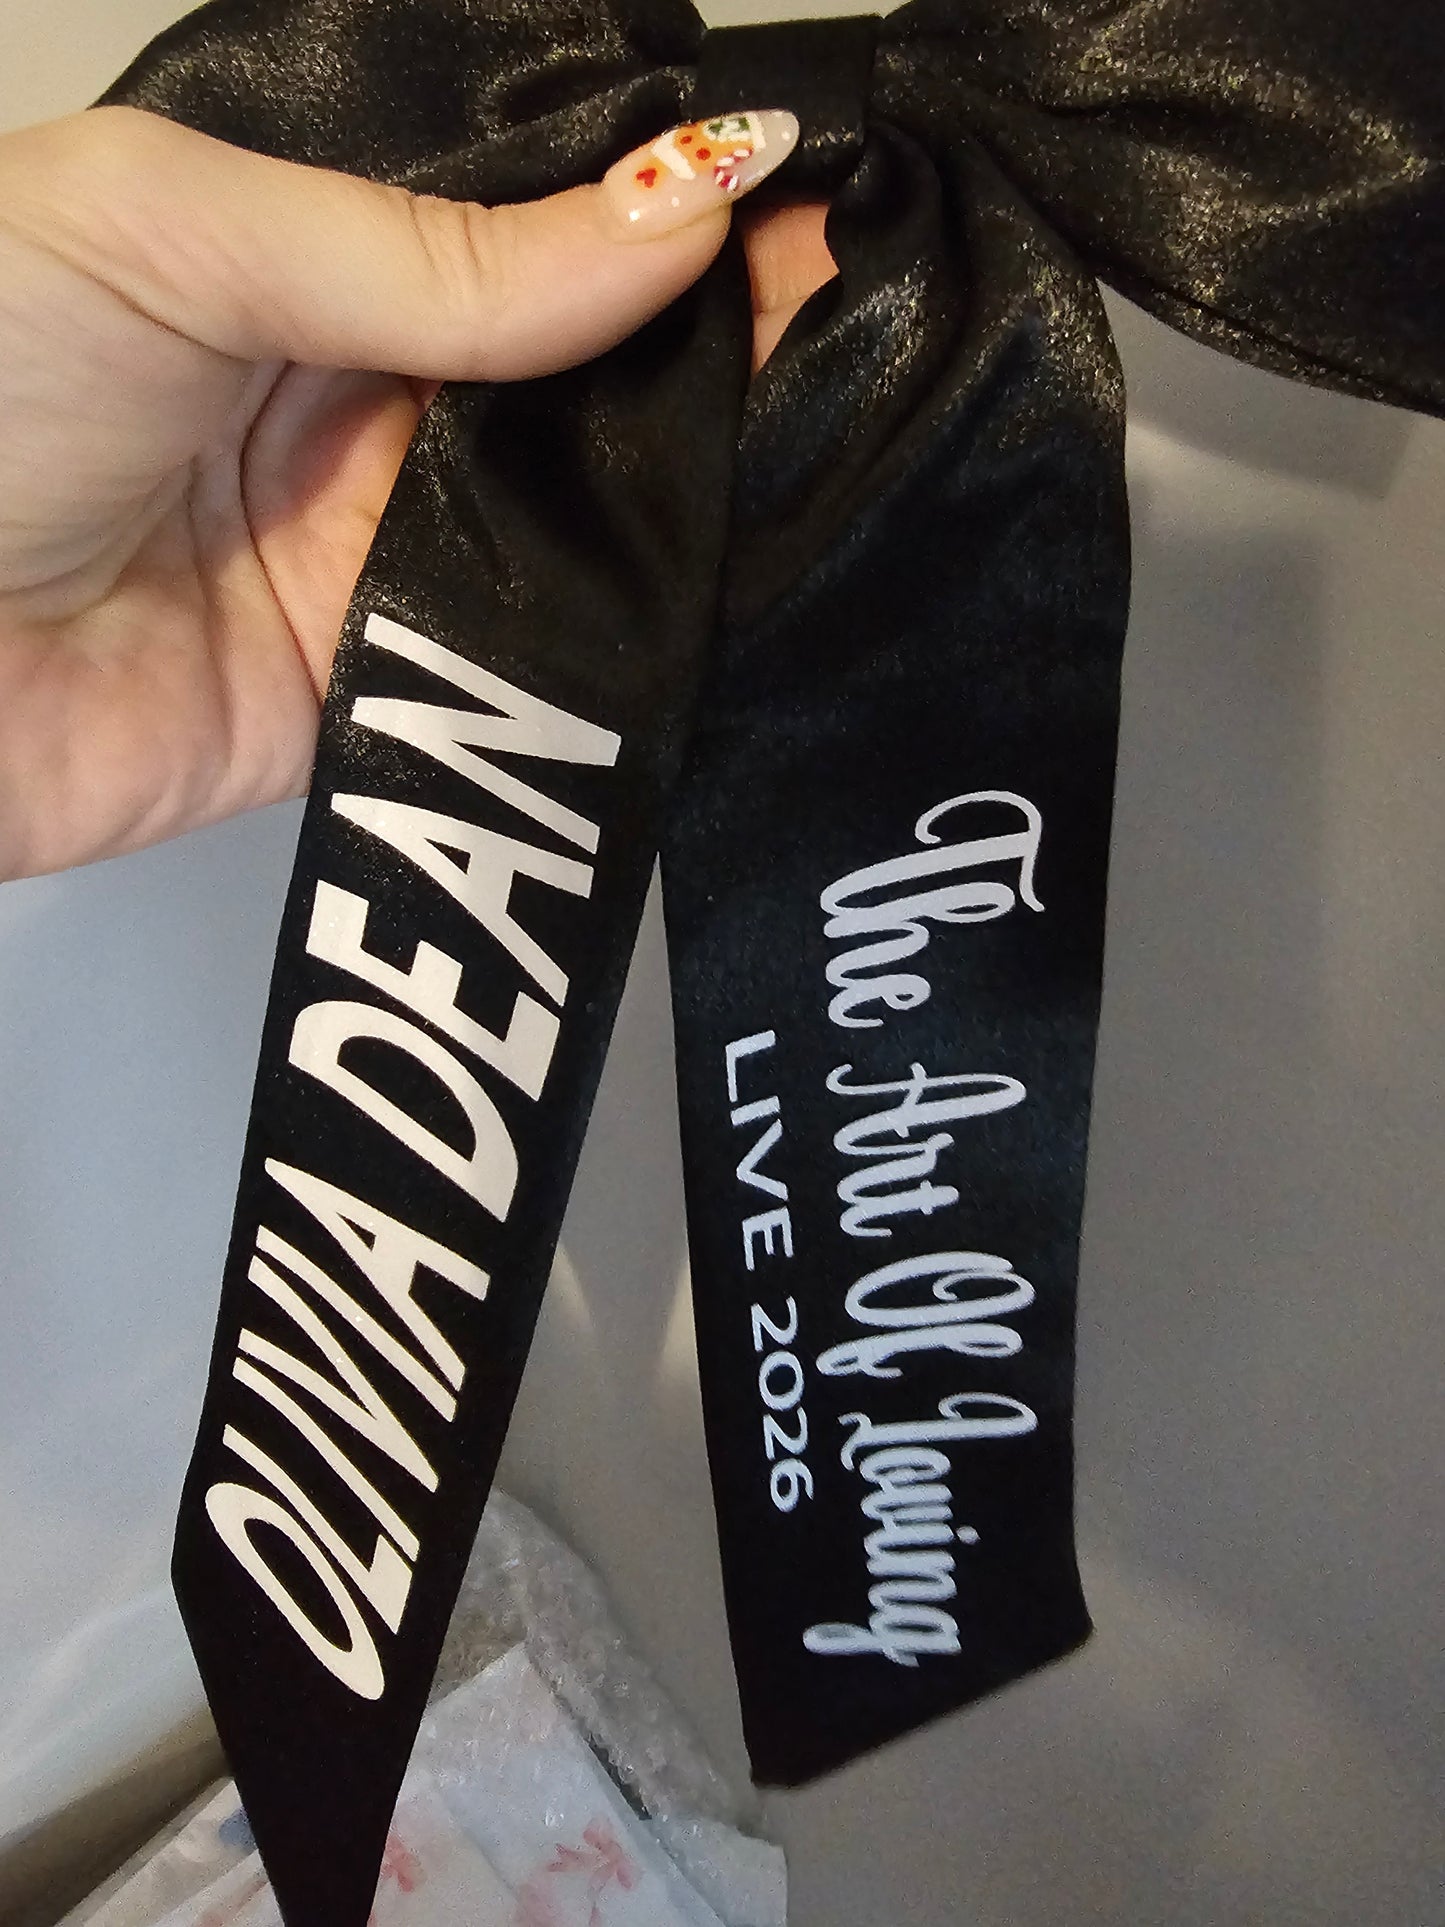 OLIVIA DEAN
The Art Of Loving
LIVE 2026